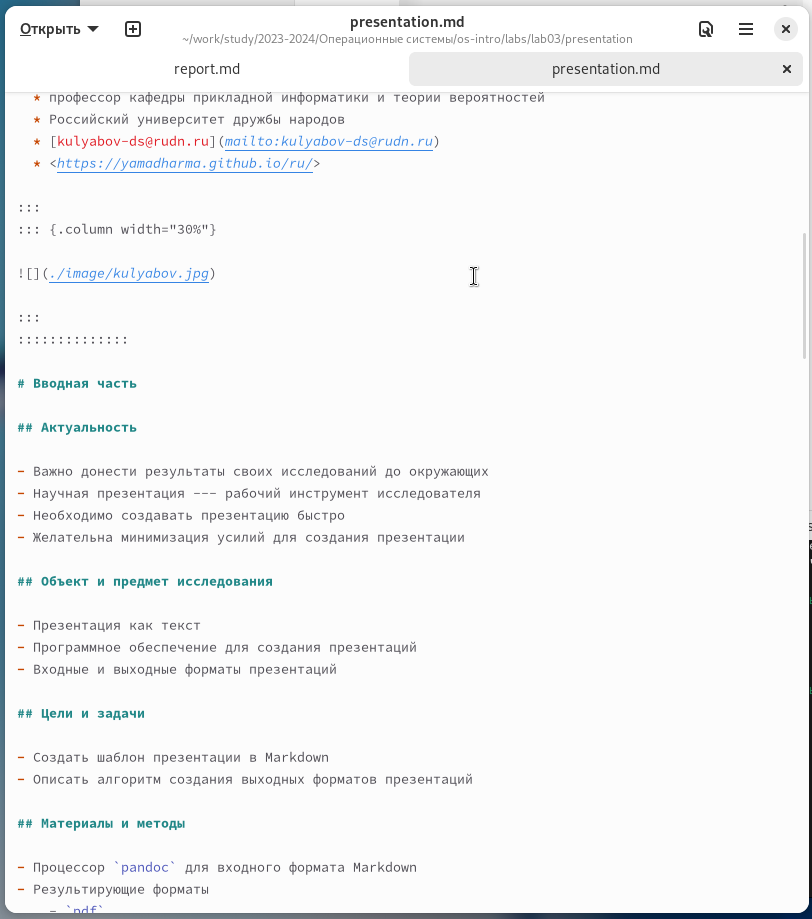 Открыть
presentation.md
~/work/study/2023-2024/Операционные системы/os-intro/labs/lab03/presentation
report.md
presentation.md
* профессор кафедры прикладной информатики и теории вероятностей
* Российский университет дружбы народов
* [kulyabov-ds@rudn.ru](mailto:kulyabov-ds@rudn.ru)
* <https://yamadharma.github.io/ru/>
:::
::: {.column width="30%"}
![](./image/kulyabov.jpg)
:::
::::::::::::::
# Вводная часть
## Актуальность
- Важно донести результаты своих исследований до окружающих
- Научная презентация --- рабочий инструмент исследователя
- Необходимо создавать презентацию быстро
- Желательна минимизация усилий для создания презентации
## Объект и предмет исследования
- Презентация как текст
- Программное обеспечение для создания презентаций
- Входные и выходные форматы презентаций
## Цели и задачи
- Создать шаблон презентации в Markdown
- Описать алгоритм создания выходных форматов презентаций
## Материалы и методы
- Процессор `pandoc` для входного формата Markdown
- Результирующие форматы
- `pdf`